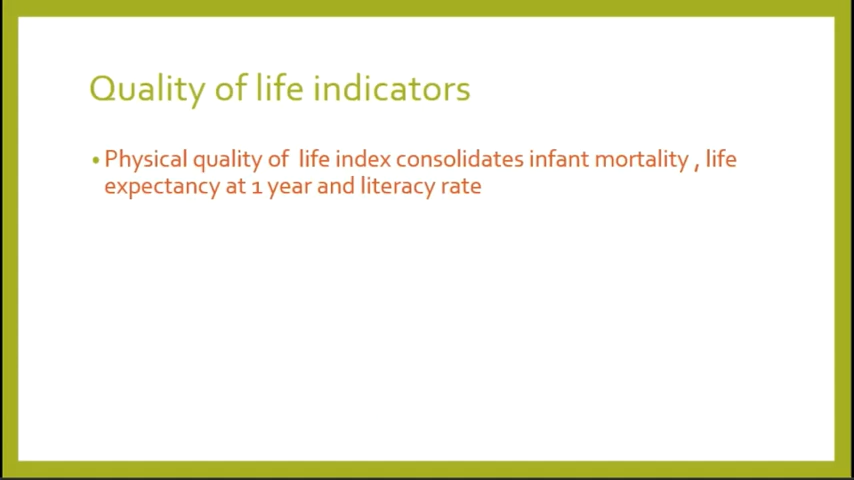 Quality of life indicators
•Physical quality of  life index consolidates infant mortality , life
expectancy at 1 year and literacy rate